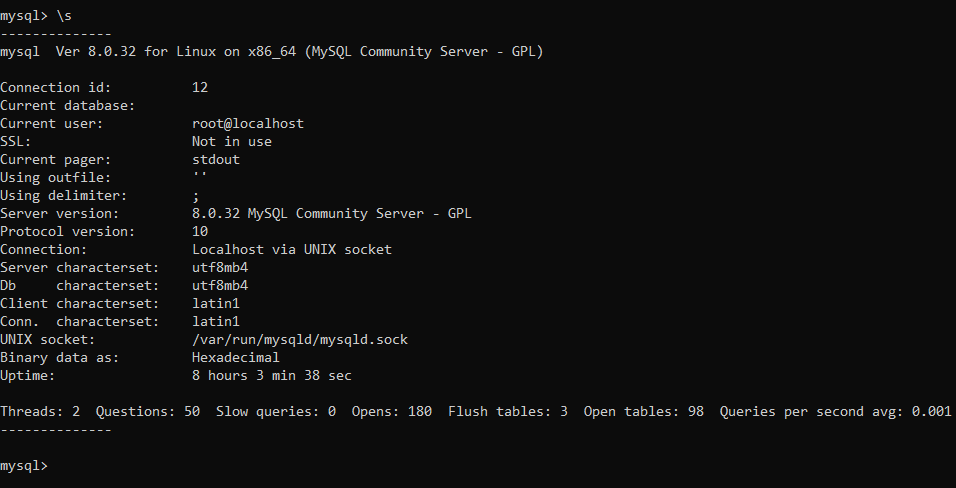 mysql> \s
--------------
mysql  Ver 8.0.32 for Linux on x86_64 (MySQL Community Server - GPL)

Connection id:          12
Current database:
Current user:           root@localhost
SSL:                    Not in use
Current pager:          stdout
Using outfile:          ''
Using delimiter:        ;
Server version:         8.0.32 MySQL Community Server - GPL
Protocol version:       10
Connection:             Localhost via UNIX socket
Server characterset:    utf8mb4
Db     characterset:    utf8mb4
Client characterset:    latin1
Conn.  characterset:    latin1
UNIX socket:            /var/run/mysqld/mysqld.sock
Binary data as:         Hexadecimal
Uptime:                 8 hours 3 min 38 sec

Threads: 2  Questions: 50  Slow queries: 0  Opens: 180  Flush tables: 3  Open tables: 98  Queries per second avg: 0.001
--------------

mysql>